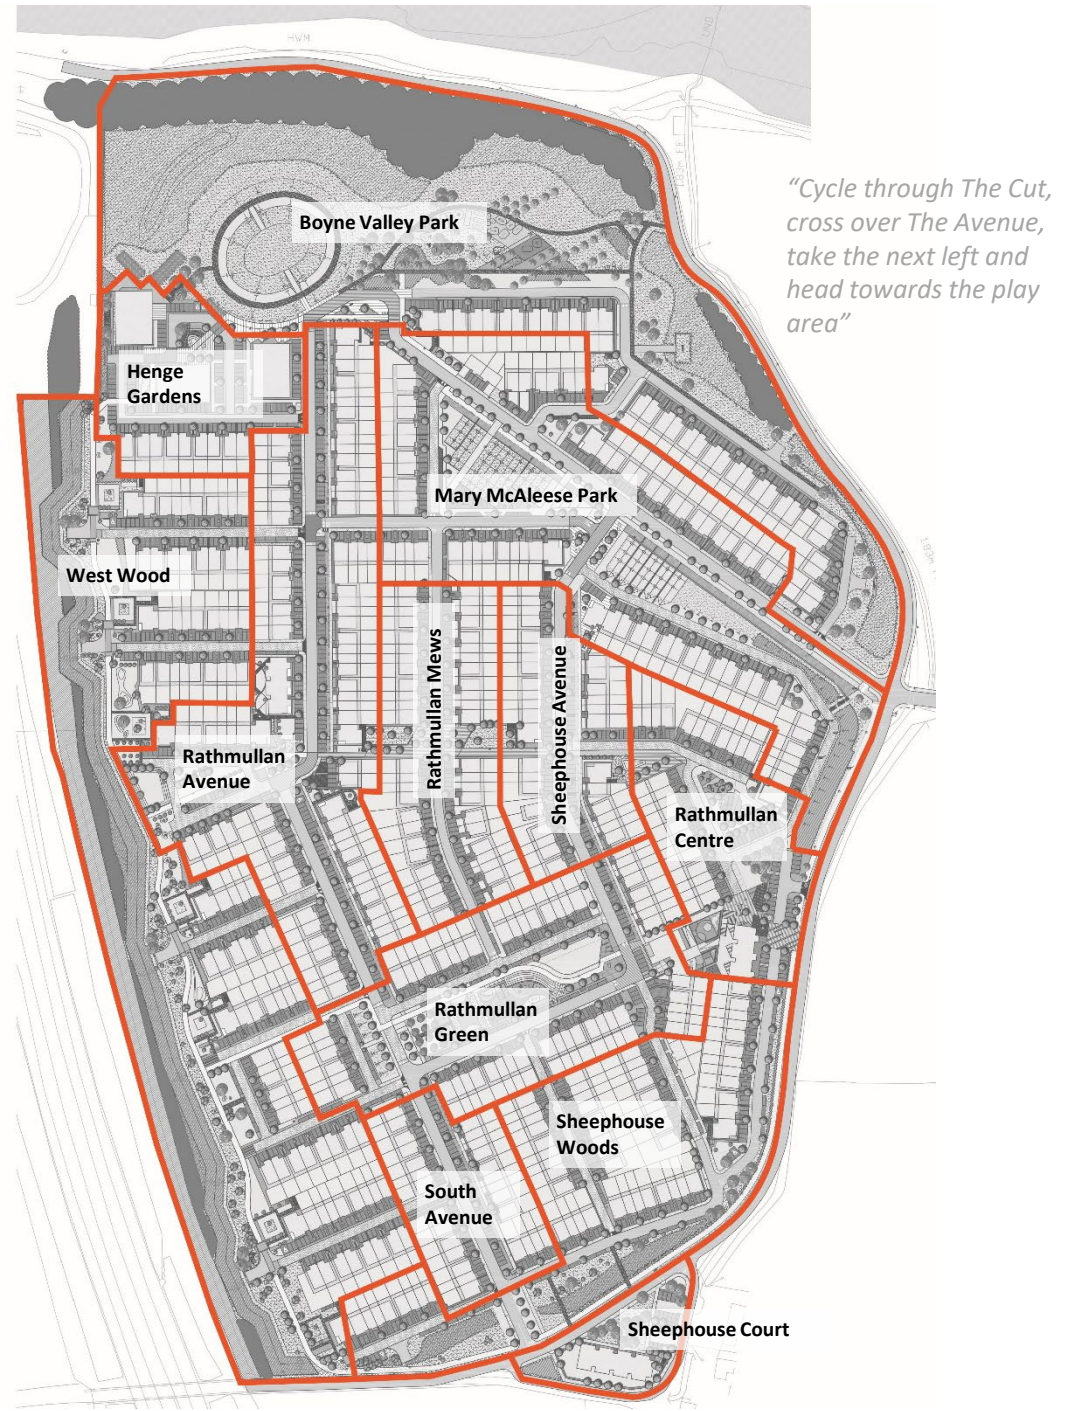 HWM
“Cycle through The Cut,
cross over The Avenue,
take the next left and
head towards the play
area”
Boyne Valley Park
Henge
Gardens
Mary McAleese Park
West Wood
Rathmullan Mews
Sheephouse Avenue
Rathmullan
Avenue
Rathmullan
Centre
Rathmullan
Green
Sheephouse
Woods
South
Avenue
Sheephouse Court